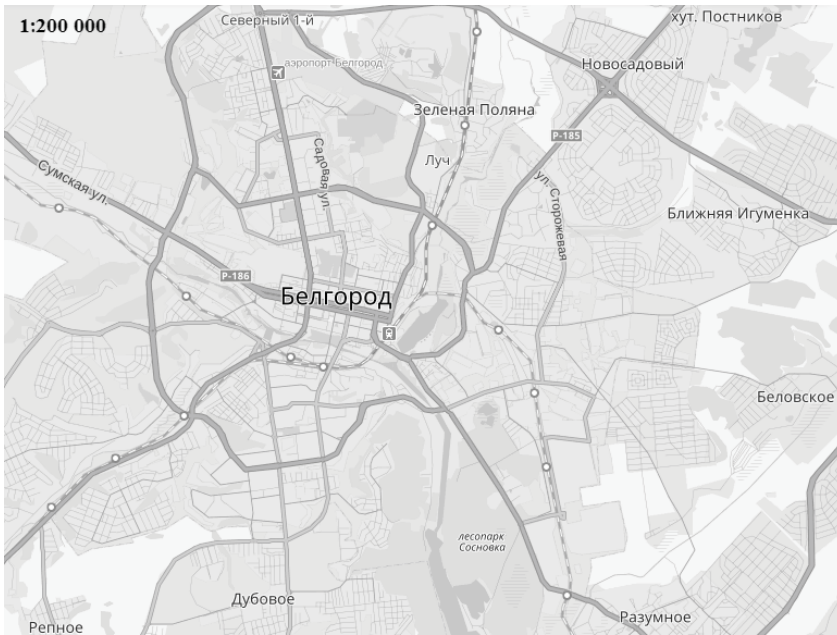 1:200 000
Северный 1-й
хут. Постников
аэропорт Белгород
Новосадовый
Зеленая Поляна
Р-185
Садовая ул.
Луч
Сумская ул.
ул. Сторожевая
Ближняя Игуменка
Р-186
Белгород
Беловское
лесопарк
Сосновка
Дубовое
Разумное
Репное